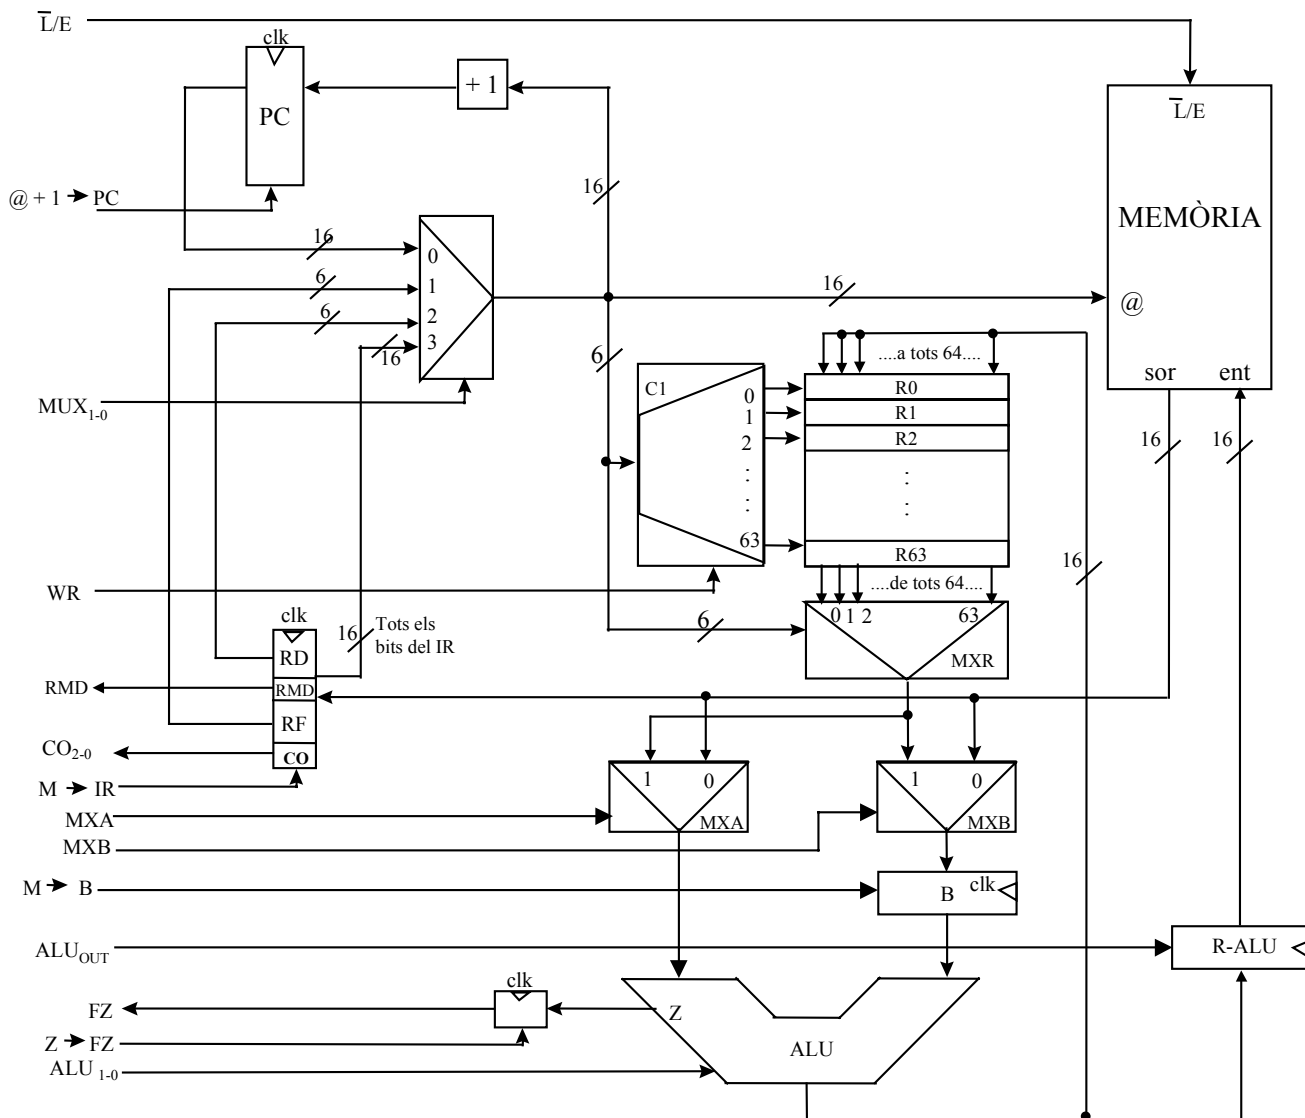 L̅/E
clk
PC
+ 1
@ + 1 → PC
16
16
6
6
16
0
1
2
3
MUX1-0
16
6
L̅/E
MEMÒRIA
@
sor
ent
16
16
....a tots 64....
C1
0
1
2
.
.
.
.
63
R0
R1
R2
.
.
.
.
R63
....de tots 64....
16
WR
clk
RD
RMD
RF
CO
16
Tots els
bits del IR
6
0 1 2
63
MXR
RMD
CO2-0
M → IR
MXA
MXB
1
0
MXA
1
0
MXB
M → B
B
clk
ALUOUT
R-ALU
clk
FZ
Z
Z → FZ
ALU 1-0
ALU